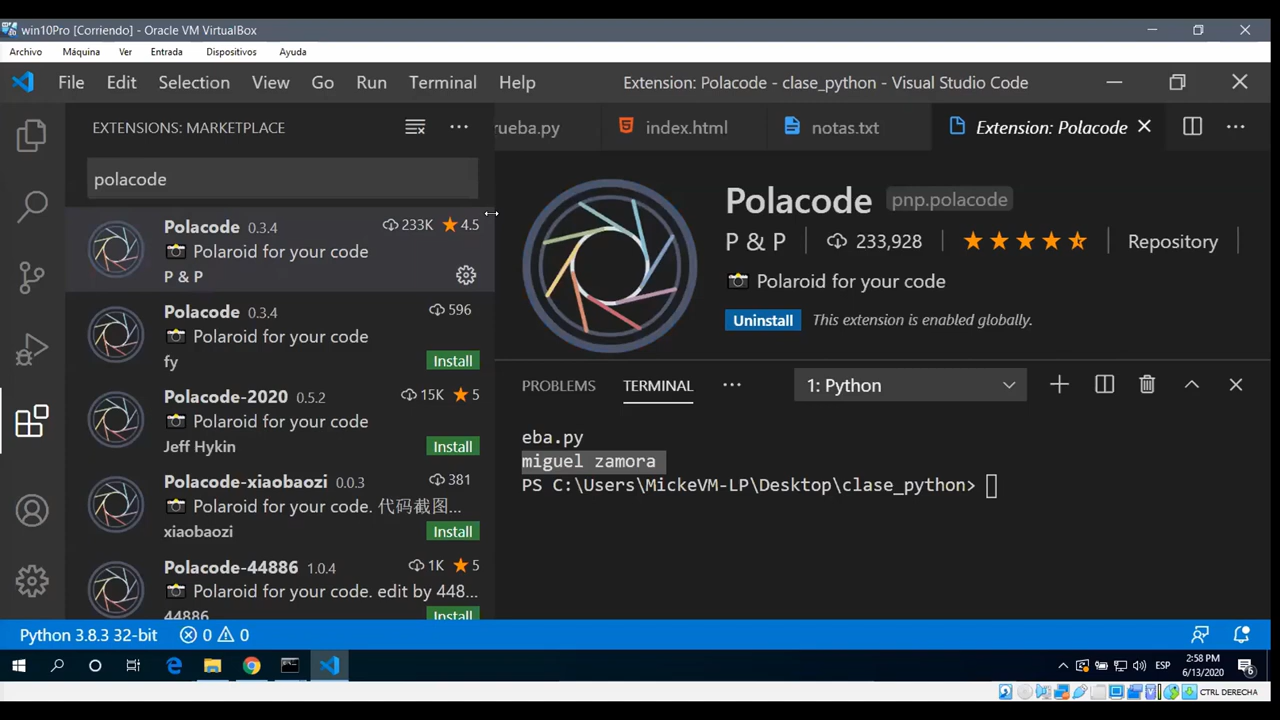 win10Pro [Corriendo] - Oracle VM VirtualBox
Archivo Máquina Ver Entrada Dispositivos Ayuda
File Edit Selection View Go Run Terminal Help Extension: Polacode - clase_python - Visual Studio Code
EXTENSIONS: MARKETPLACE
rueba.py index.html notas.txt Extension: Polacode
polacode
Polacode 0.3.4 233K 4.5
Polaroid for your code
P & P
Polacode 0.3.4 596
Polaroid for your code
fy Install
Polacode-2020 0.5.2 15K 5
Polaroid for your code
Jeff Hykin Install
Polacode-xiaobaozi 0.0.3 381
Polaroid for your code. 代码截图...
xiaobaozi Install
Polacode-44886 1.0.4 1K 5
Polaroid for your code. edit by 448...
44886 Install
Polacode pnp.polacode
P & P 233,928 Repository
Polaroid for your code
Uninstall This extension is enabled globally.
PROBLEMS TERMINAL ... 1: Python
eba.py
miguel zamora
PS C:\Users\MickeVM-LP\Desktop\clase_python>
Python 3.8.3 32-bit 0 0
ESP 2:58 PM
6/13/2020 6
CTRL DERECHA